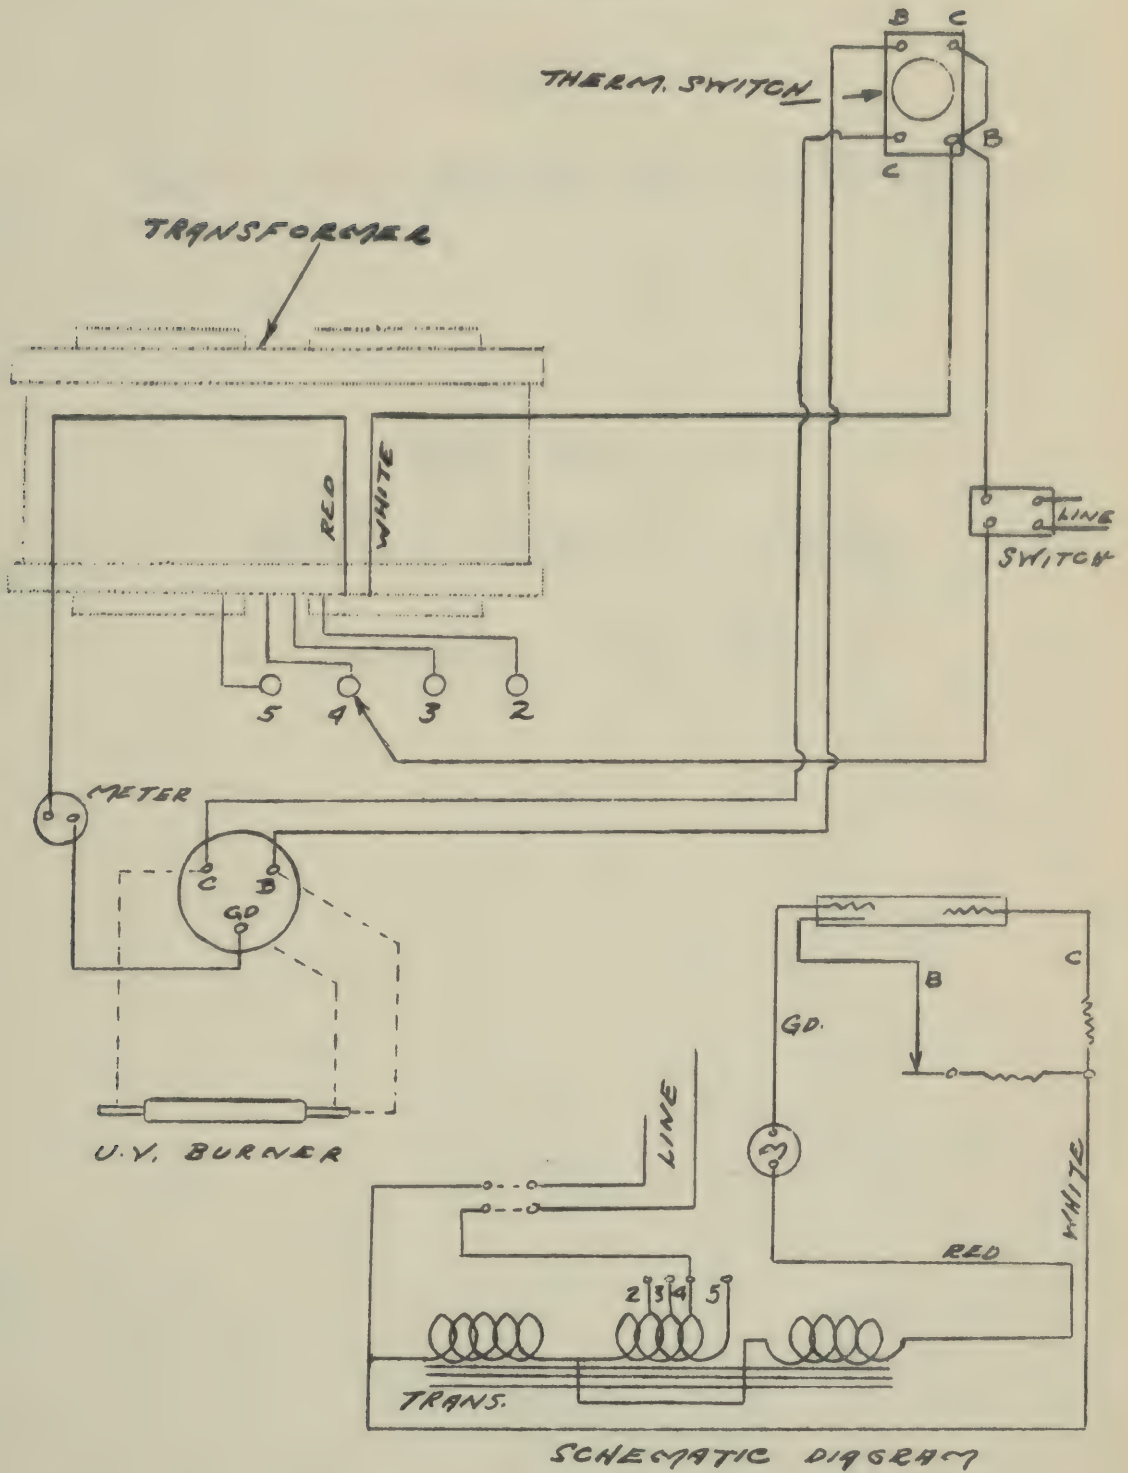 B C
THERM. SWITCH
B
C
TRANSFORMER
RED
WHITE
LINE
SWITCH
5 4 3 2
METER
C B
GD
C
B
GD.
U.V. BURNER
LINE
M
WHITE
RED
2 3 4 5
TRANS.
SCHEMATIC DIAGRAM